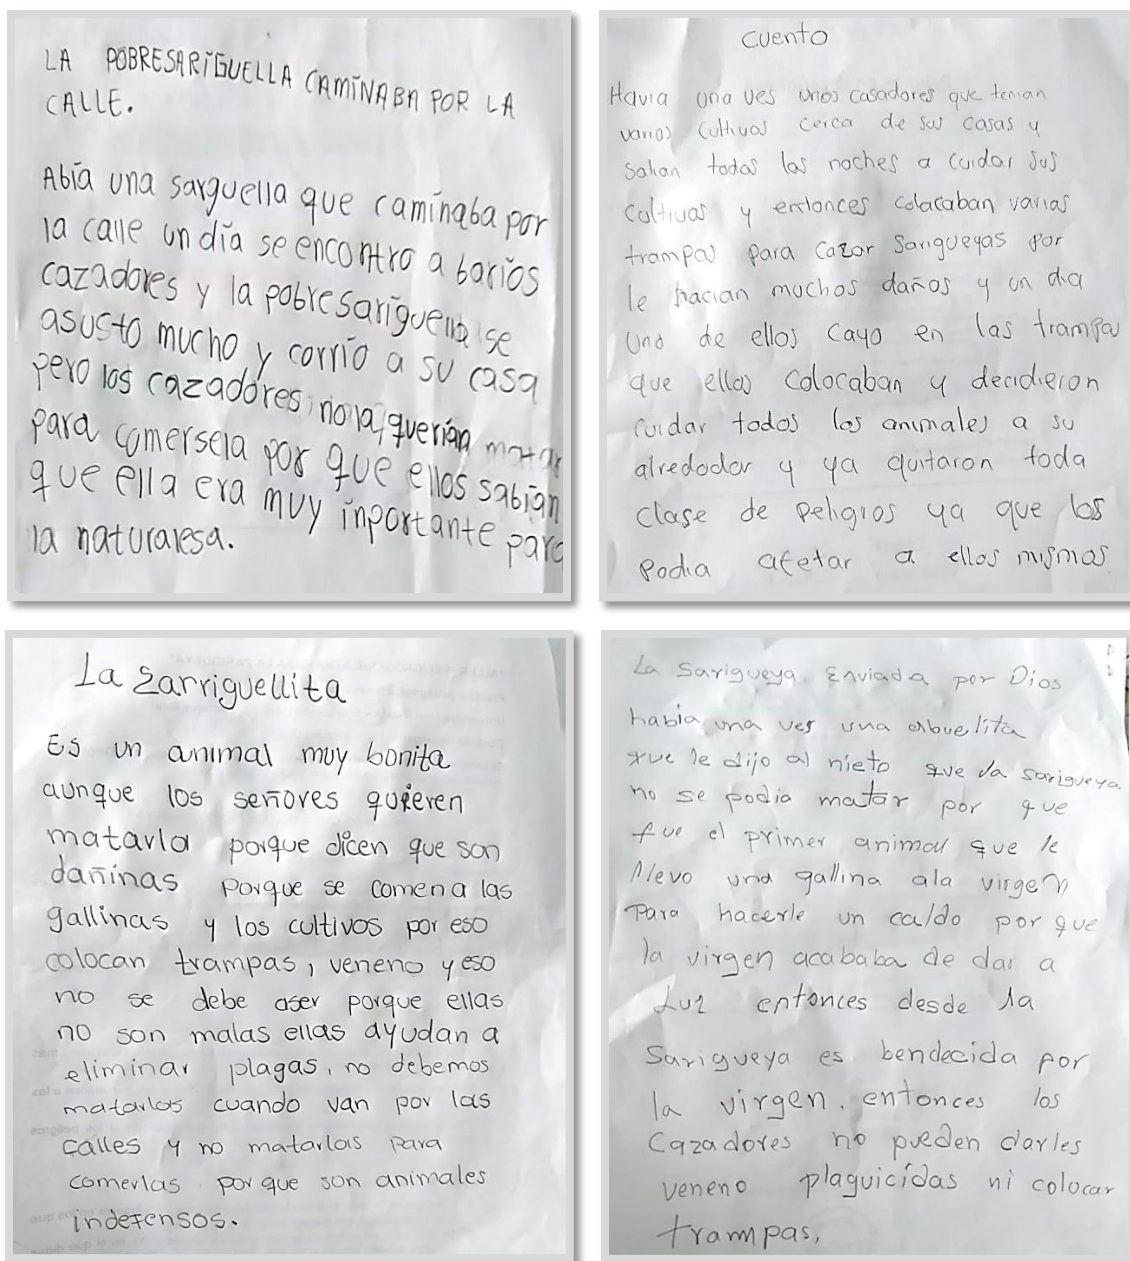 LA POBRESARIGUELLA CAMINABA POR LA
CALLE.
Abía una sarguella que caminaba por
la calle un día se encontro a barios
cazadores y la pobresariguella se
asusto mucho y corrio a su casa
pero los cazadores no la querían matar
para comersela por que ellos sabian
que ella era muy inportante para
la naturalesa.
cuento
Havia una ves unos casadores que tenian
varios cultivos cerca de sus casas y
salian todas las noches a cuidar sus
cultivos y entonces colocaban varias
trampas para cazar sarigueyas por
le hacian muchos daños y un dia
uno de ellos cayo en las trampa
que ellos colocaban y decidieron
cuidar todos los animales a su
alrededor y ya quitaron toda
clase de peligros ya que los
podia afetar a ellos mismos
La Zarriguellita
Es un animal muy bonita
aunque los señores quieren
matarla porque dicen que son
dañinas porque se comen a las
gallinas y los cultivos por eso
colocan trampas, veneno y eso
no se debe aser porque ellas
no son malas ellas ayudan a
eliminar plagas, no debemos
matarlas cuando van por las
calles y no matarlas para
comerlas por que son animales
indefensos.
La Sarigueya Enviada por Dios
había una ves una abuelita
que le dijo al nieto que la sarigueya
no se podia matar por que
fue el primer animal que le
llevo una gallina ala virgen
Para hacerle un caldo por que
la virgen acababa de dar a
Luz entonces desde la
Sarigueya es bendecida por
la virgen. entonces los
Cazadores no pueden darles
veneno plaguicídas ni colocar
trampas,